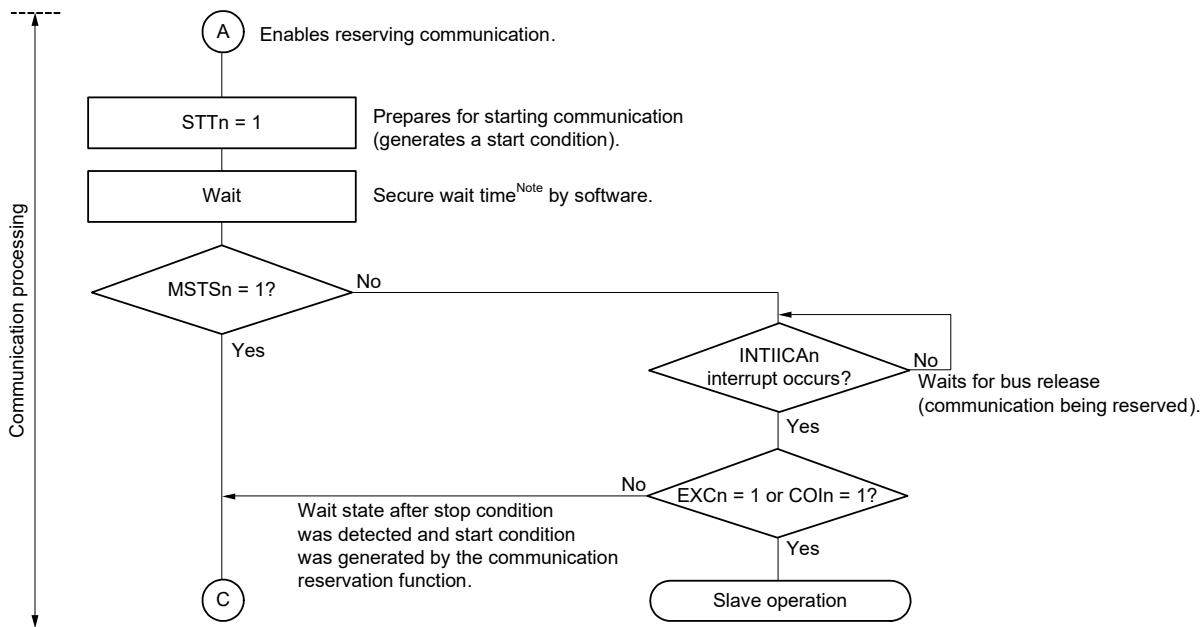 A
Enables reserving communication.
STTn = 1
Prepares for starting communication
(generates a start condition).
Wait
Secure wait time^Note by software.
Communication processing
MSTSn = 1?
No
Yes
INTIICAn
interrupt occurs?
No
Waits for bus release
(communication being reserved).
Yes
EXCn = 1 or COIn = 1?
No
Wait state after stop condition
was detected and start condition
was generated by the communication
reservation function.
Yes
C
Slave operation